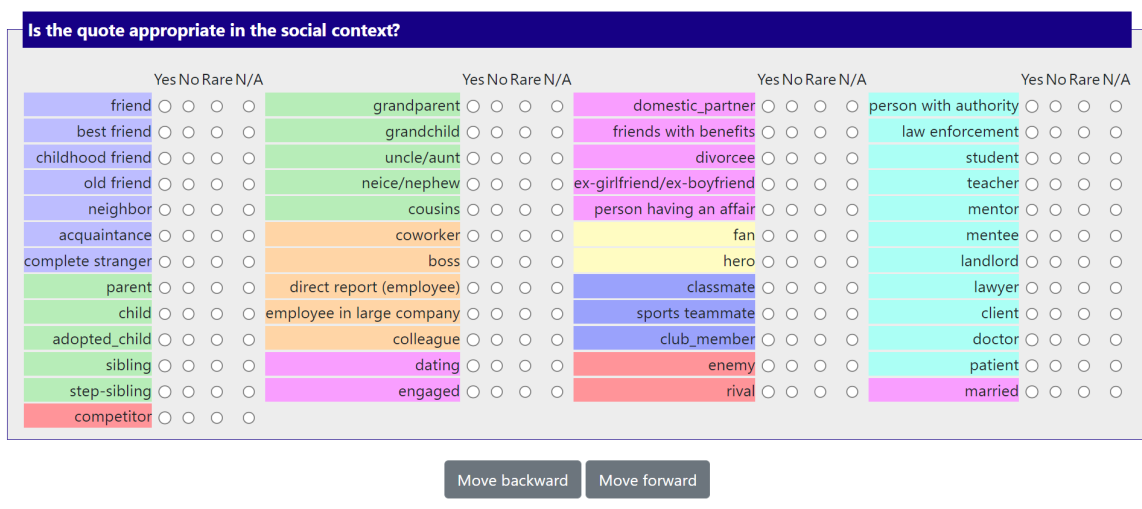 Is the quote appropriate in the social context?
Yes No Rare N/A Yes No Rare N/A Yes No Rare N/A Yes No Rare N/A
friend grandparent domestic_partner person with authority
best friend grandchild friends with benefits law enforcement
childhood friend uncle/aunt divorcee student
old friend neice/nephew ex-girlfriend/ex-boyfriend teacher
neighbor cousins person having an affair mentor
acquaintance coworker fan mentee
complete stranger boss hero landlord
parent direct report (employee) classmate lawyer
child employee in large company sports teammate client
adopted_child colleague club_member doctor
sibling dating enemy patient
step-sibling engaged rival married
competitor
Move backward Move forward